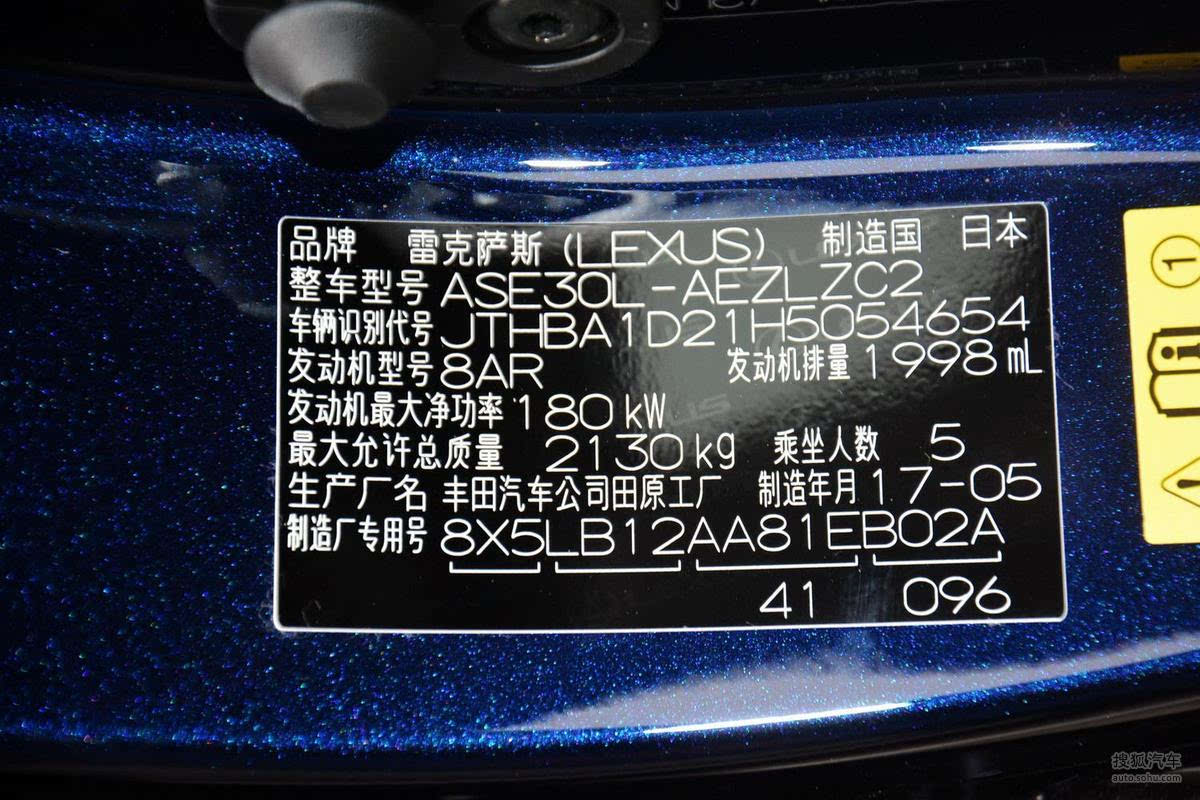 品牌 雷克萨斯 (LEXUS) 制造国 日本
整车型号 ASE30L-AEZLZC2
车辆识别代号 JTHBA1D21H5054654
发动机型号 8AR 发动机排量 1998 mL
发动机最大净功率 180 kW
最大允许总质量 2130 kg 乘坐人数 5
生产厂名 丰田汽车公司田原工厂 制造年月 17-05
制造厂专用号 8X5LB12AA81EB02A
41 096
1
搜狐汽车
auto.sohu.com